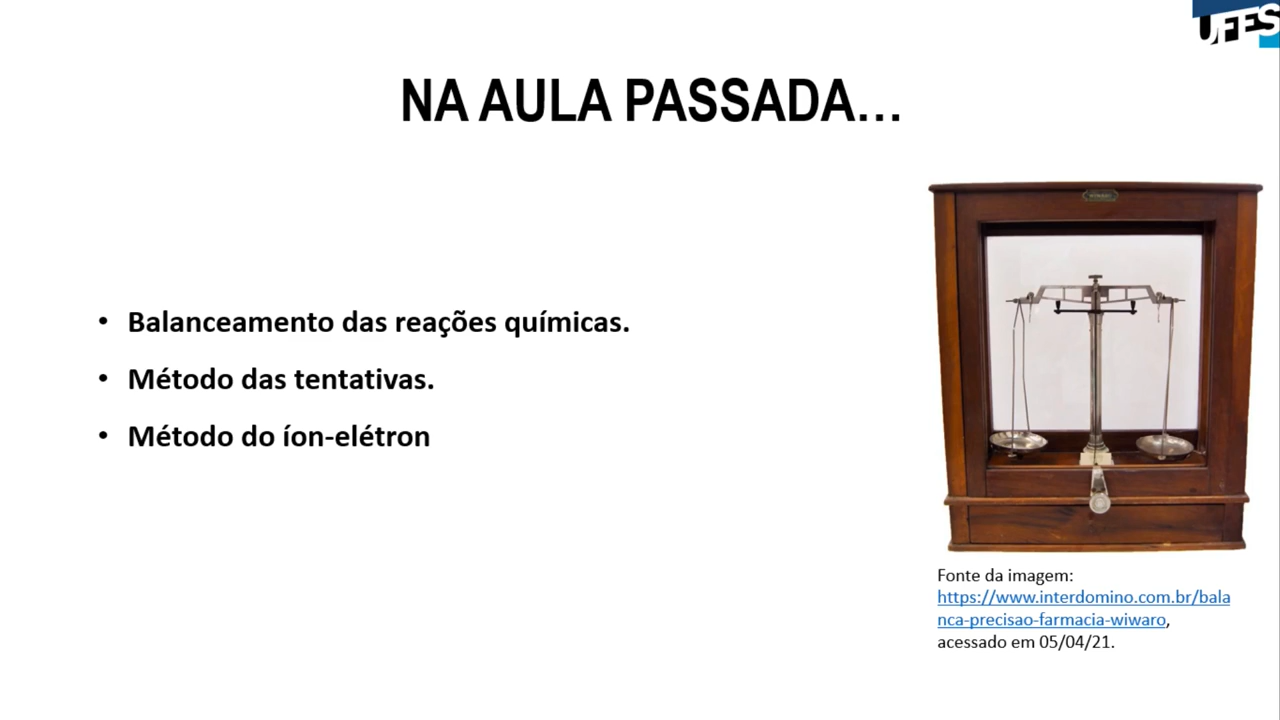 UFES
NA AULA PASSADA...
• Balanceamento das reações químicas.
• Método das tentativas.
• Método do íon-elétron
Fonte da imagem:
https://www.interdomino.com.br/bala
nca-precisao-farmacia-wiwaro,
acessado em 05/04/21.